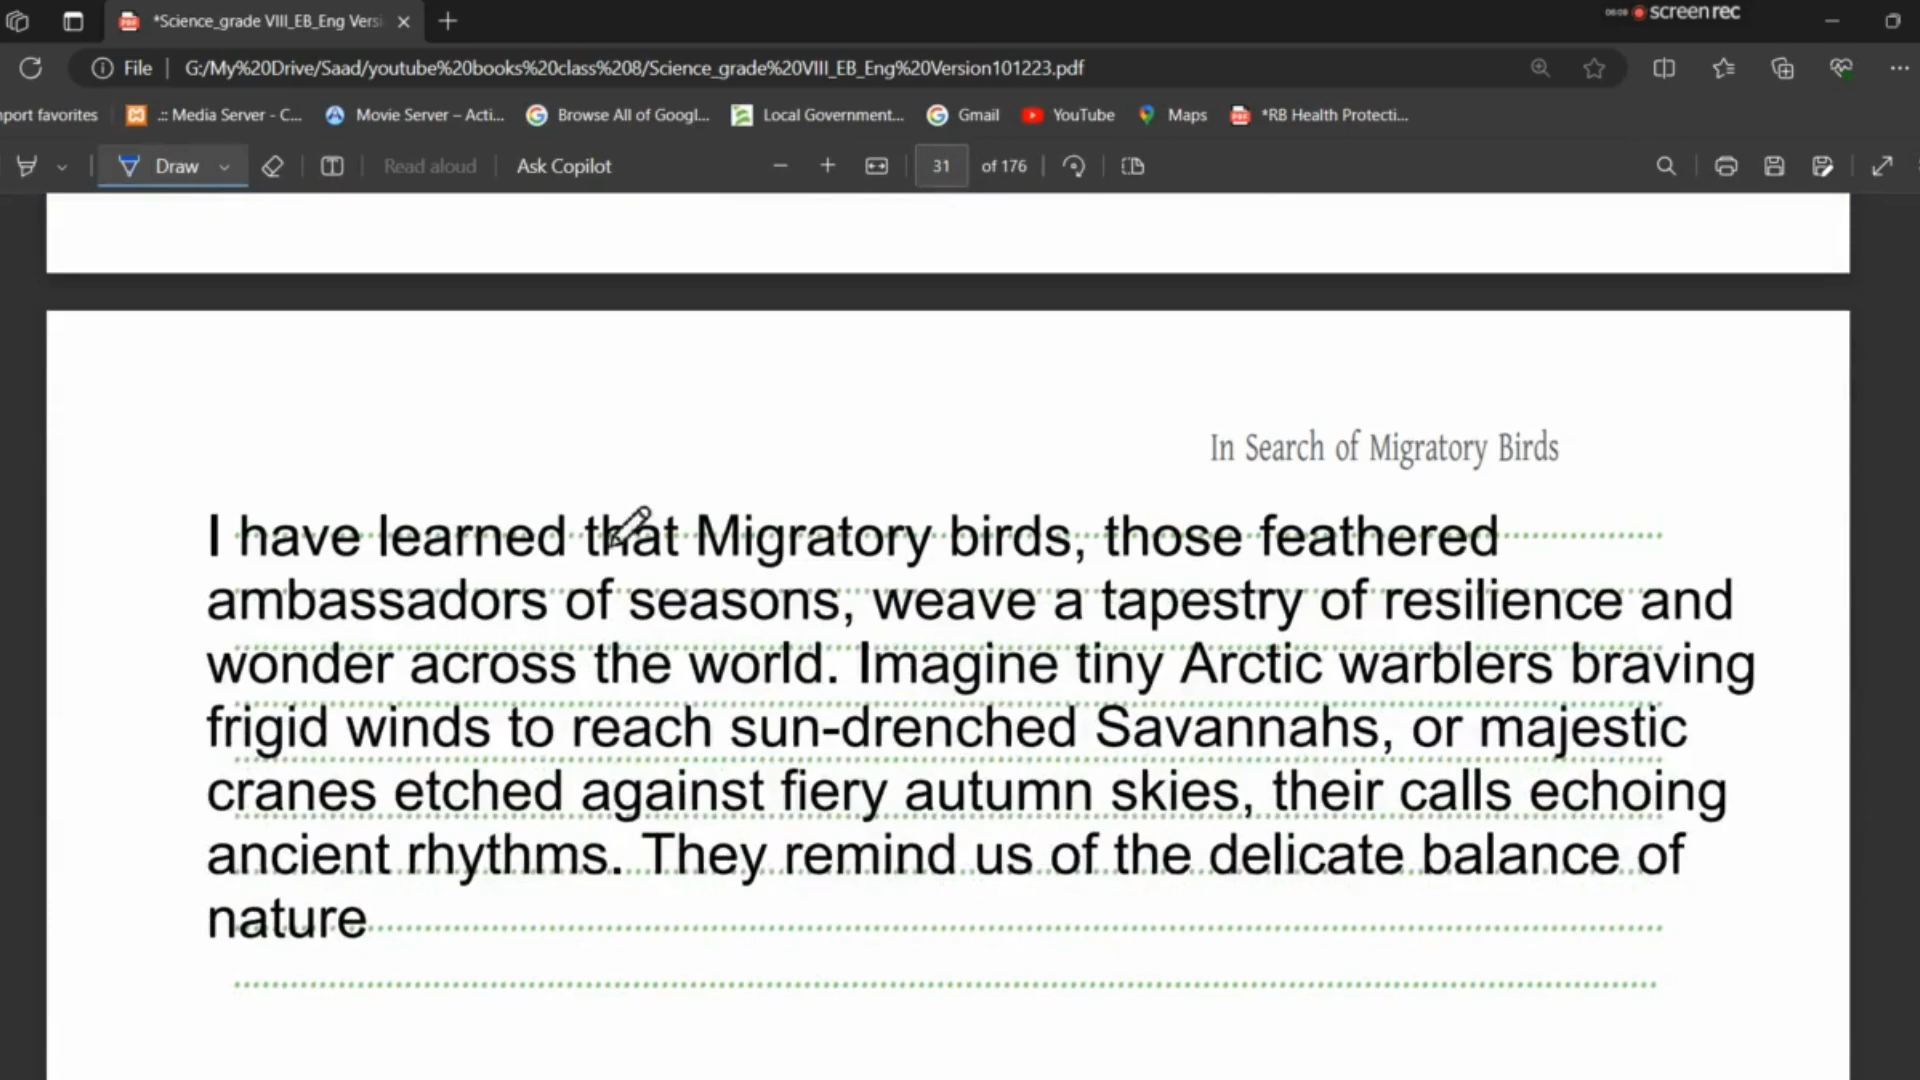 *Science_grade VIII_EB_Eng Versi
06:09 screenrec
File G:/My%20Drive/Saad/youtube%20books%20class%208/Science_grade%20VIII_EB_Eng%20Version101223.pdf
port favorites .:: Media Server - C... Movie Server – Acti... Browse All of Googl... Local Government... Gmail YouTube Maps *RB Health Protecti...
Draw Read aloud Ask Copilot 31 of 176
In Search of Migratory Birds
I have learned that Migratory birds, those feathered
ambassadors of seasons, weave a tapestry of resilience and
wonder across the world. Imagine tiny Arctic warblers braving
frigid winds to reach sun-drenched Savannahs, or majestic
cranes etched against fiery autumn skies, their calls echoing
ancient rhythms. They remind us of the delicate balance of
nature